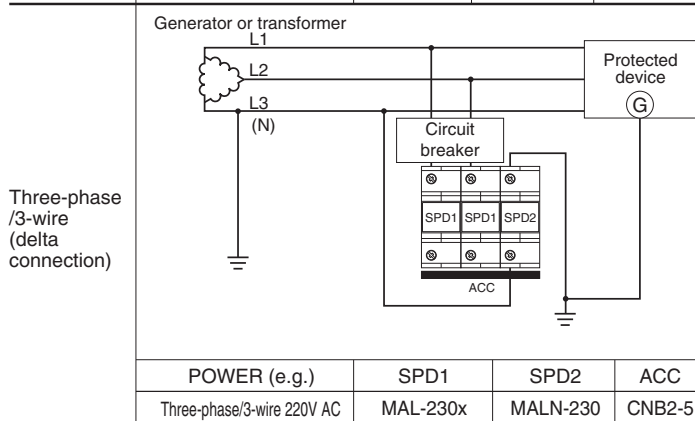 Generator or transformer
L1
L2
L3
(N)
Protected
device
G
Circuit
breaker
SPD1 SPD1 SPD2
ACC
Three-phase
/3-wire
(delta
connection)
POWER (e.g.) SPD1 SPD2 ACC
Three-phase/3-wire 220V AC MAL-230x MALN-230 CNB2-5